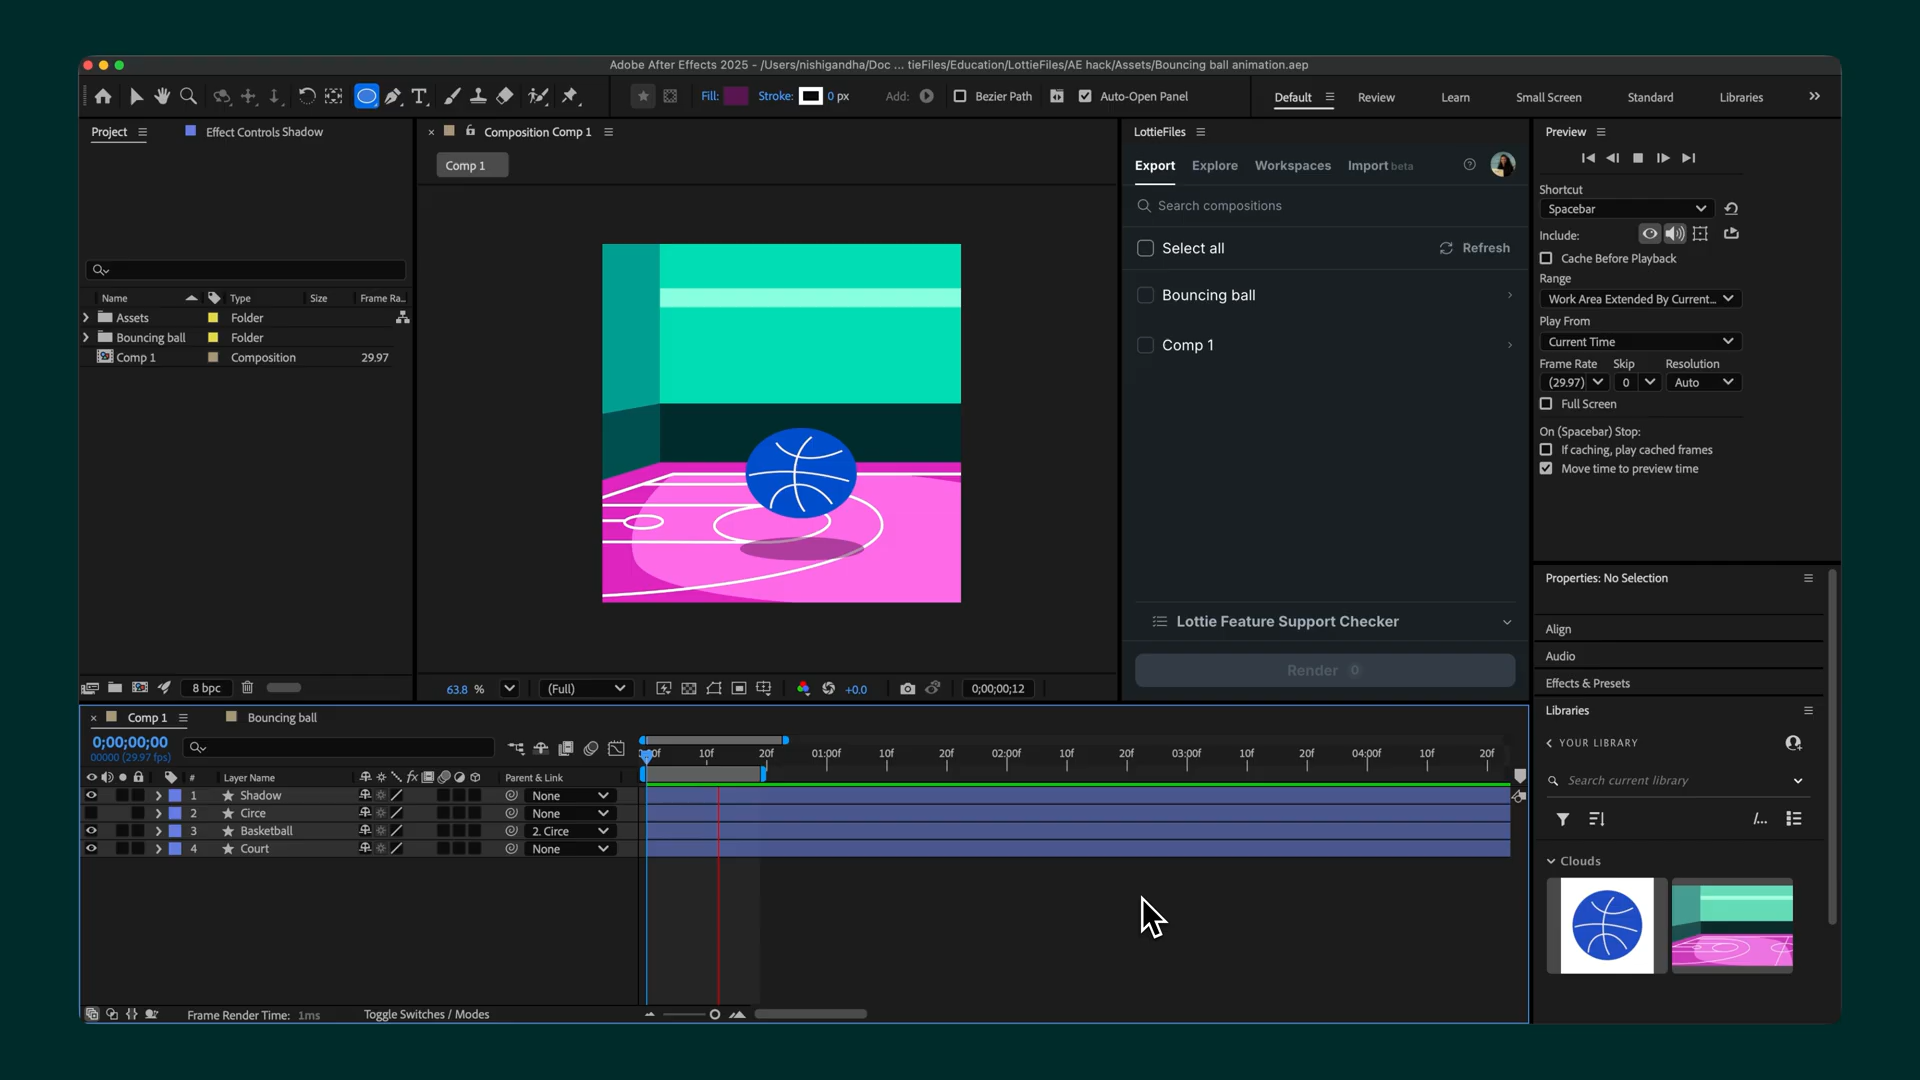 Adobe After Effects 2025 - /Users/nishigandha/Doc ... tieFiles/Education/LottieFiles/AE hack/Assets/Bouncing ball animation.aep
Fill: Stroke: 0 px Add: Bezier Path Auto-Open Panel Default Review Learn Small Screen Standard Libraries
Project Effect Controls Shadow
Composition Comp 1
Comp 1
Name Type Size Frame Ra...
Assets Folder
Bouncing ball Folder
Comp 1 Composition 29.97
8 bpc
63.8 % (Full) +0.0 0;00;00;12
LottieFiles
Export Explore Workspaces Import beta
Search compositions
Select all Refresh
Bouncing ball
Comp 1
Lottie Feature Support Checker
Render 0
Preview
Shortcut
Spacebar
Include:
Cache Before Playback
Range
Work Area Extended By Current...
Play From
Current Time
Frame Rate Skip Resolution
(29.97) 0 Auto
Full Screen
On (Spacebar) Stop:
If caching, play cached frames
Move time to preview time
Properties: No Selection
Align
Audio
Effects & Presets
Libraries
YOUR LIBRARY
Search current library
/...
Clouds
Comp 1 Bouncing ball
0;00;00;00
00000 (29.97 fps)
10f 20f 01:00f 10f 20f 02:00f 10f 20f 03:00f 10f 20f 04:00f 10f 20f
# Layer Name fx Parent & Link
1 Shadow None
2 Circe None
3 Basketball 2. Circe
4 Court None
Frame Render Time: 1ms Toggle Switches / Modes